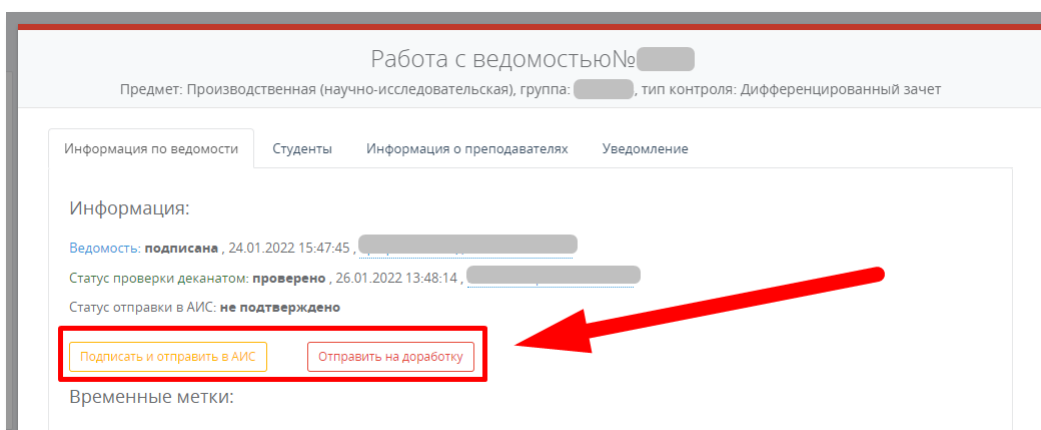 Работа с ведомостью№
Предмет: Производственная (научно-исследовательская), группа: , тип контроля: Дифференцированный зачет
Информация по ведомости Студенты Информация о преподавателях Уведомление
Информация:
Ведомость: подписана , 24.01.2022 15:47:45 ,
Статус проверки деканатом: проверено , 26.01.2022 13:48:14 ,
Статус отправки в АИС: не подтверждено
Подписать и отправить в АИС Отправить на доработку
Временные метки: